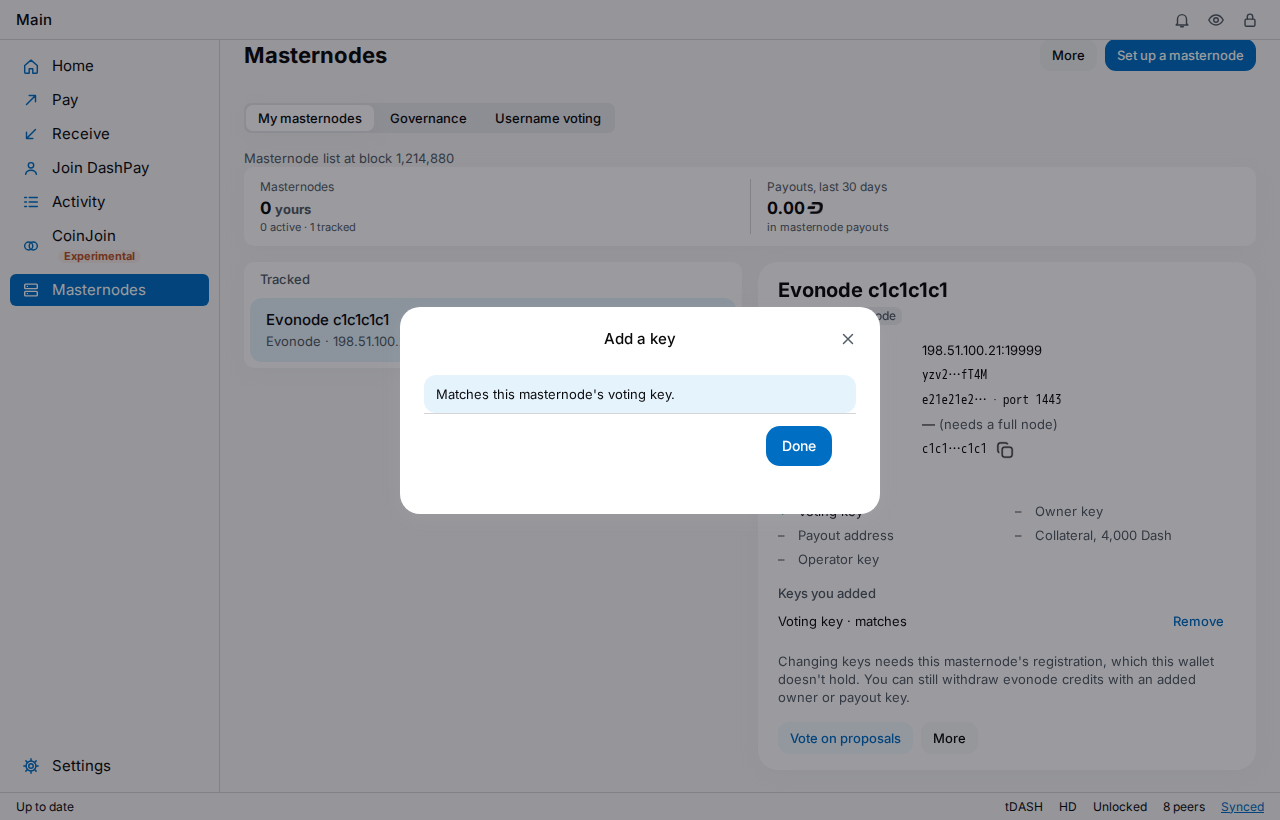 Main
Home
Pay
Receive
Join DashPay
Activity
CoinJoin
Experimental
Masternodes
Settings
Masternodes
More
Set up a masternode
My masternodes
Governance
Username voting
Masternode list at block 1,214,880
Masternodes
0 yours
0 active · 1 tracked
Payouts, last 30 days
0.00
in masternode payouts
Tracked
Evonode c1c1c1c1
Evonode · 198.51.100.
Evonode c1c1c1c1
198.51.100.21:19999
yzv2…fT4M
e21e21e2… · port 1443
— (needs a full node)
c1c1…c1c1
Add a key
Matches this masternode's voting key.
Done
Voting key
– Owner key
– Payout address
– Collateral, 4,000 Dash
– Operator key
Keys you added
Voting key · matches
Remove
Changing keys needs this masternode's registration, which this wallet
doesn't hold. You can still withdraw evonode credits with an added
owner or payout key.
Vote on proposals
More
Up to date
tDASH
HD
Unlocked
8 peers
Synced